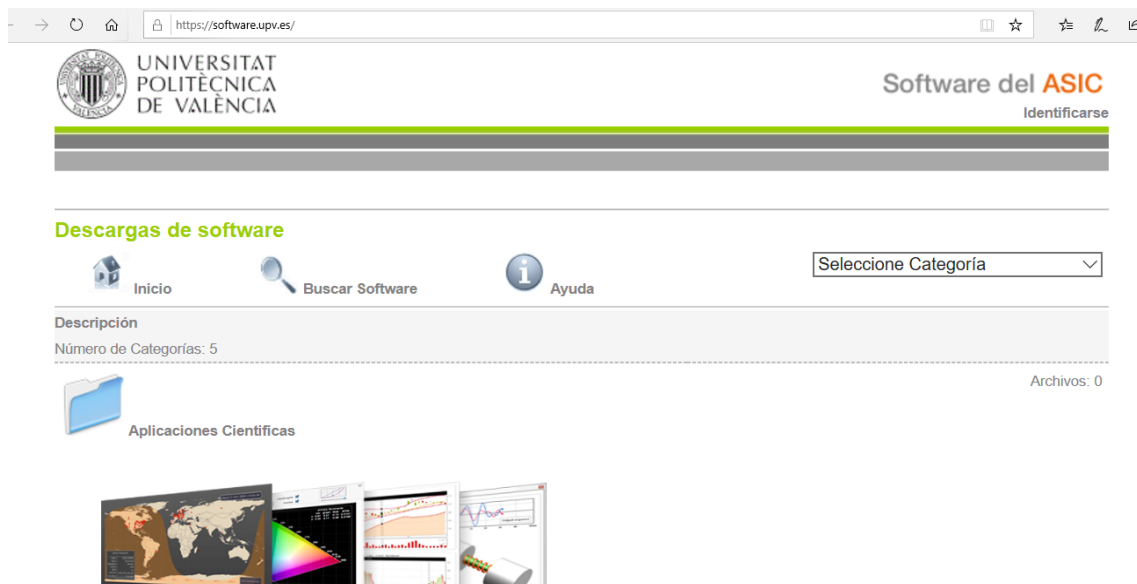 https://software.upv.es/
UNIVERSITAT
POLITÈCNICA
DE VALÈNCIA
Software del ASIC
Identificarse
Descargas de software
Inicio
Buscar Software
Ayuda
Seleccione Categoría
Descripción
Número de Categorías: 5
Archivos: 0
Aplicaciones Cientificas